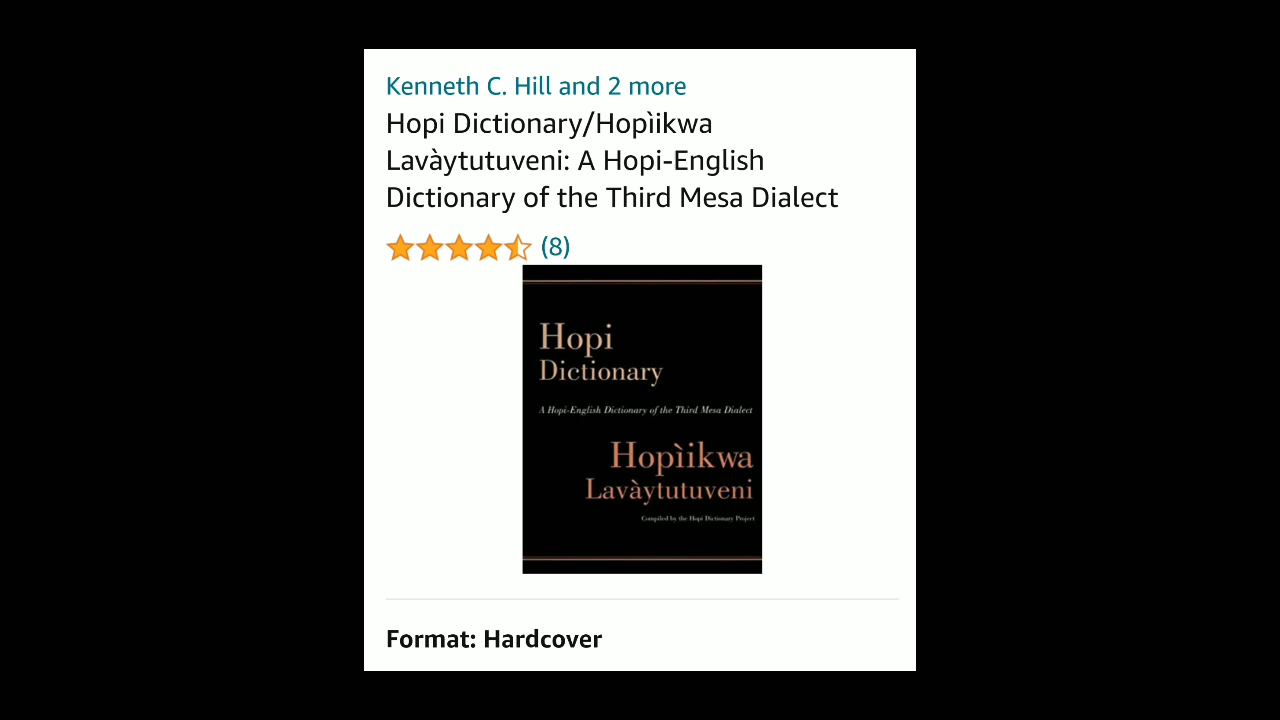 Kenneth C. Hill and 2 more
Hopi Dictionary/Hopìikwa
Lavàytutuveni: A Hopi-English
Dictionary of the Third Mesa Dialect
(8)
Hopi
Dictionary
A Hopi-English Dictionary of the Third Mesa Dialect
Hopìikwa
Lavàytutuveni
Compiled by the Hopi Dictionary Project
Format: Hardcover